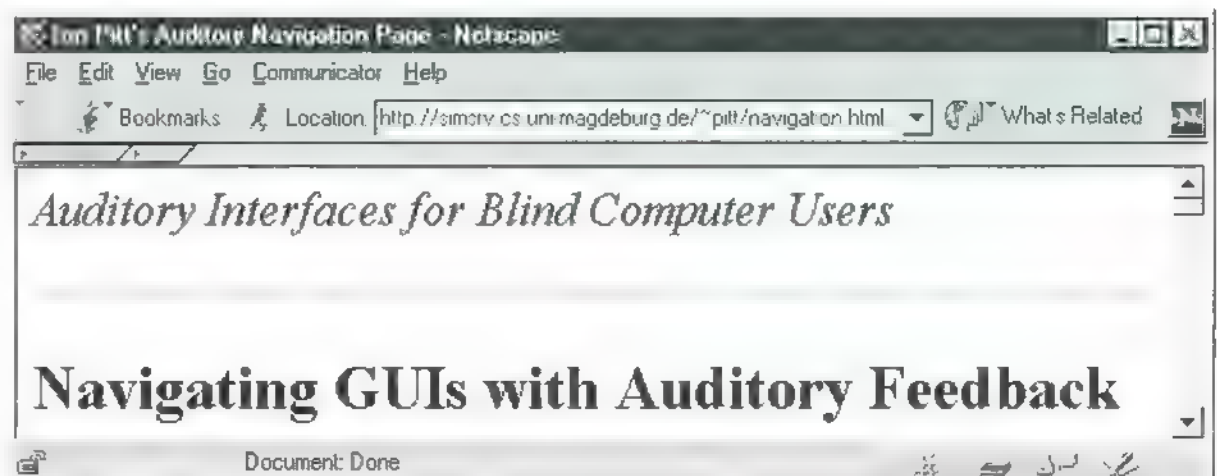 Ian Pitt's Auditory Navigation Page - Netscape
File Edit View Go Communicator Help
Bookmarks Location: http://simsrv.cs.uni-magdeburg.de/~pitt/navigation.html What's Related
Auditory Interfaces for Blind Computer Users
Navigating GUIs with Auditory Feedback
Document: Done